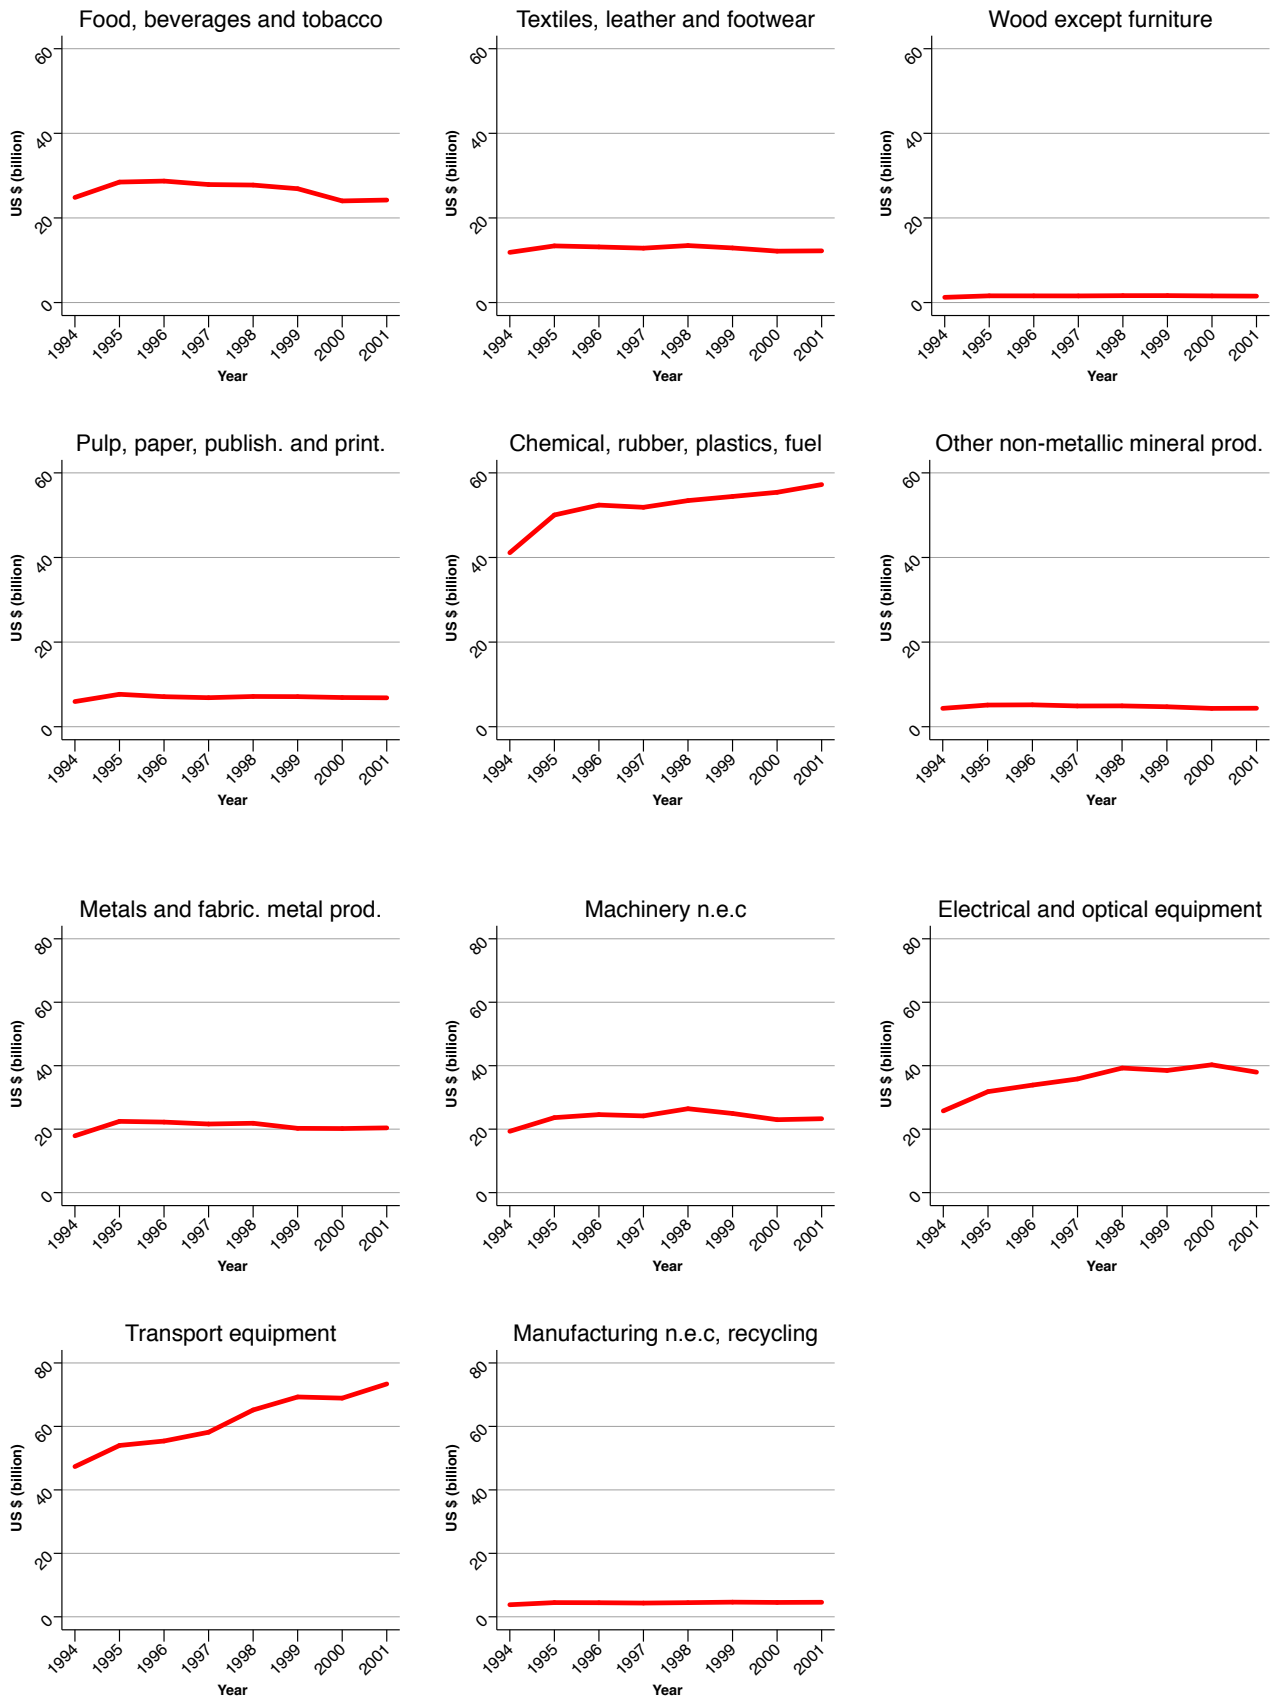 Food, beverages and tobacco
US $ (billion)
60
40
20
0
1994 1995 1996 1997 1998 1999 2000 2001
Year
Textiles, leather and footwear
US $ (billion)
60
40
20
0
1994 1995 1996 1997 1998 1999 2000 2001
Year
Wood except furniture
US $ (billion)
60
40
20
0
1994 1995 1996 1997 1998 1999 2000 2001
Year
Pulp, paper, publish. and print.
US $ (billion)
60
40
20
0
1994 1995 1996 1997 1998 1999 2000 2001
Year
Chemical, rubber, plastics, fuel
US $ (billion)
60
40
20
0
1994 1995 1996 1997 1998 1999 2000 2001
Year
Other non-metallic mineral prod.
US $ (billion)
60
40
20
0
1994 1995 1996 1997 1998 1999 2000 2001
Year
Metals and fabric. metal prod.
US $ (billion)
80
60
40
20
0
1994 1995 1996 1997 1998 1999 2000 2001
Year
Machinery n.e.c
US $ (billion)
80
60
40
20
0
1994 1995 1996 1997 1998 1999 2000 2001
Year
Electrical and optical equipment
US $ (billion)
80
60
40
20
0
1994 1995 1996 1997 1998 1999 2000 2001
Year
Transport equipment
US $ (billion)
80
60
40
20
0
1994 1995 1996 1997 1998 1999 2000 2001
Year
Manufacturing n.e.c, recycling
US $ (billion)
80
60
40
20
0
1994 1995 1996 1997 1998 1999 2000 2001
Year